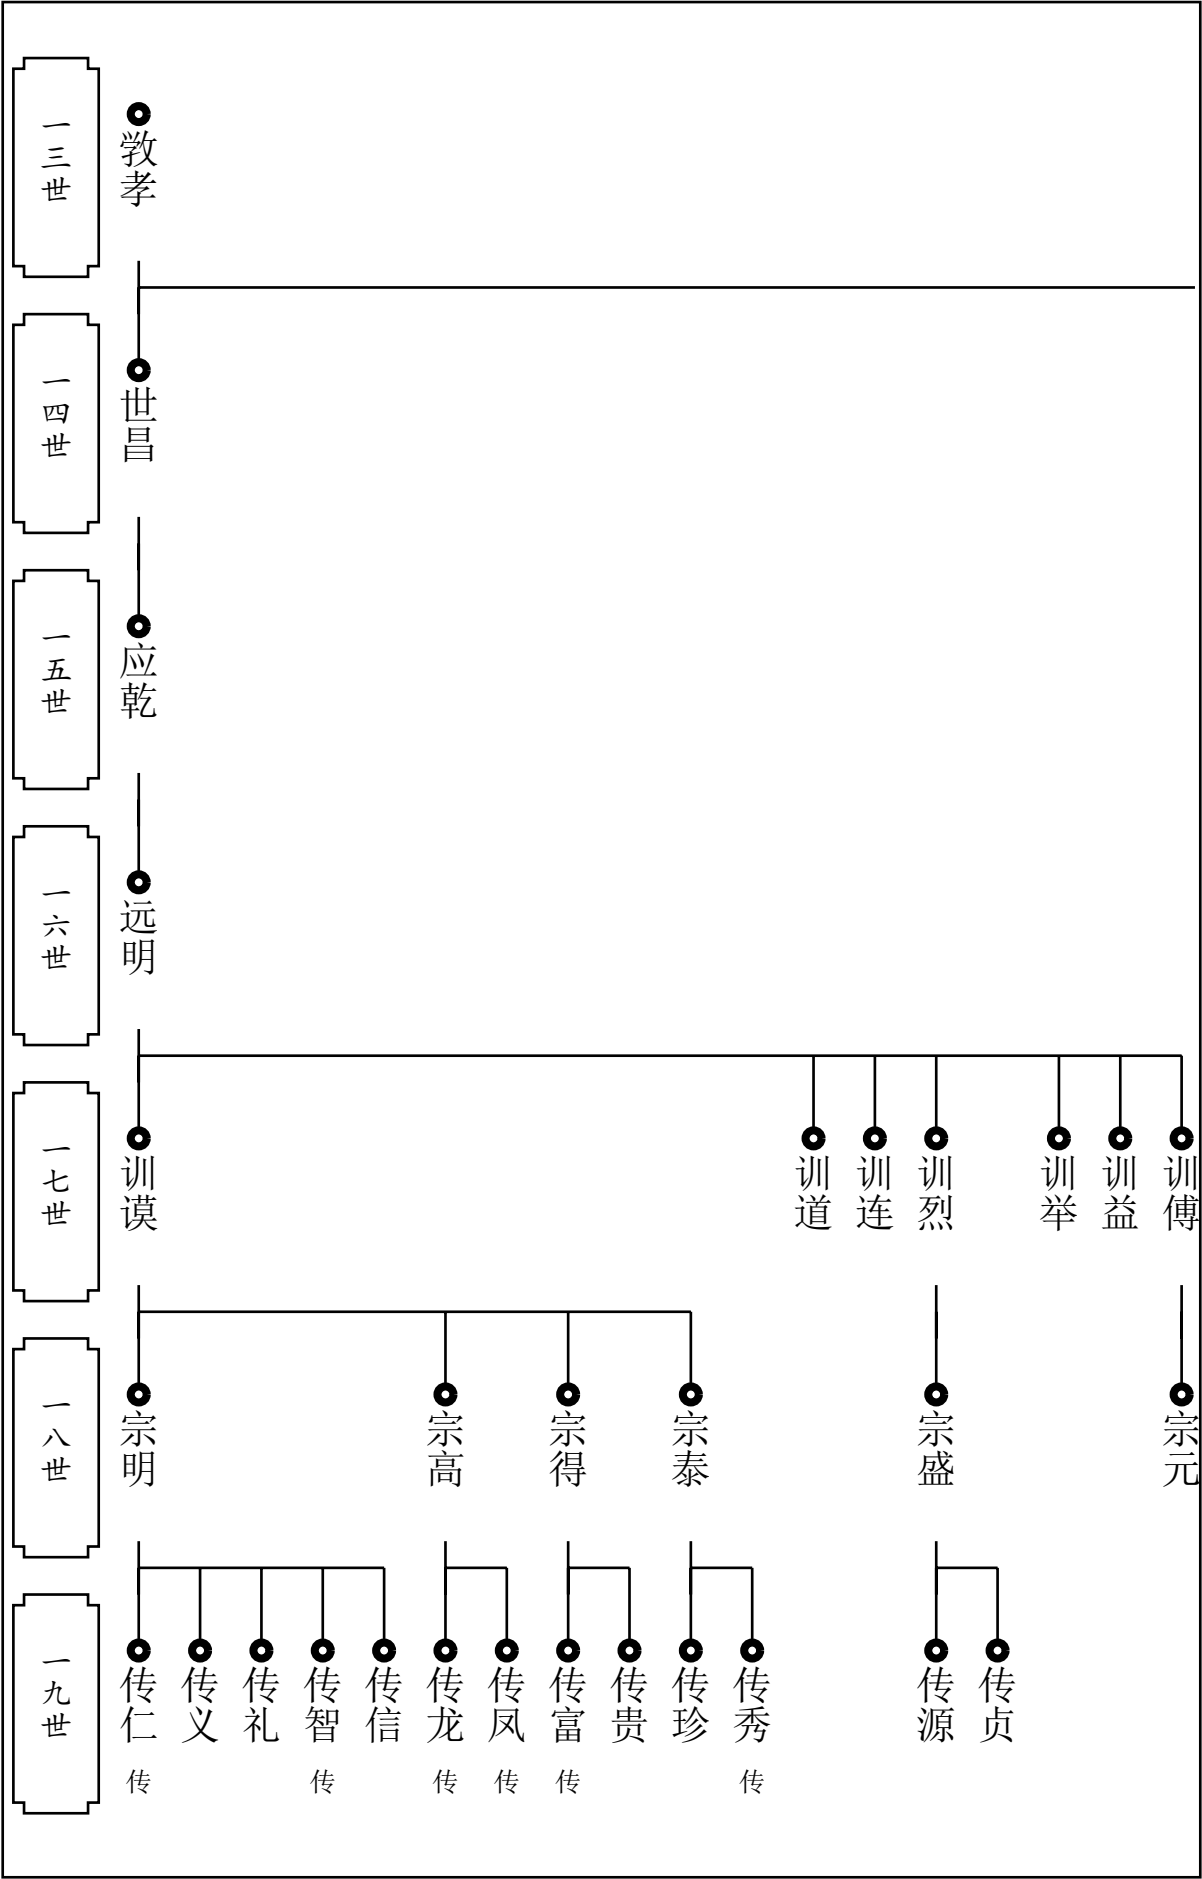 一三世
敩孝
一四世
世昌
一五世
应乾
一六世
远明
一七世
训谟
训道
训连
训烈
训举
训益
训傅
一八世
宗明
宗高
宗得
宗泰
宗盛
宗元
一九世
传仁
传义
传礼
传智
传信
传龙
传凤
传富
传贵
传珍
传秀
传源
传贞
传
传
传
传
传
传